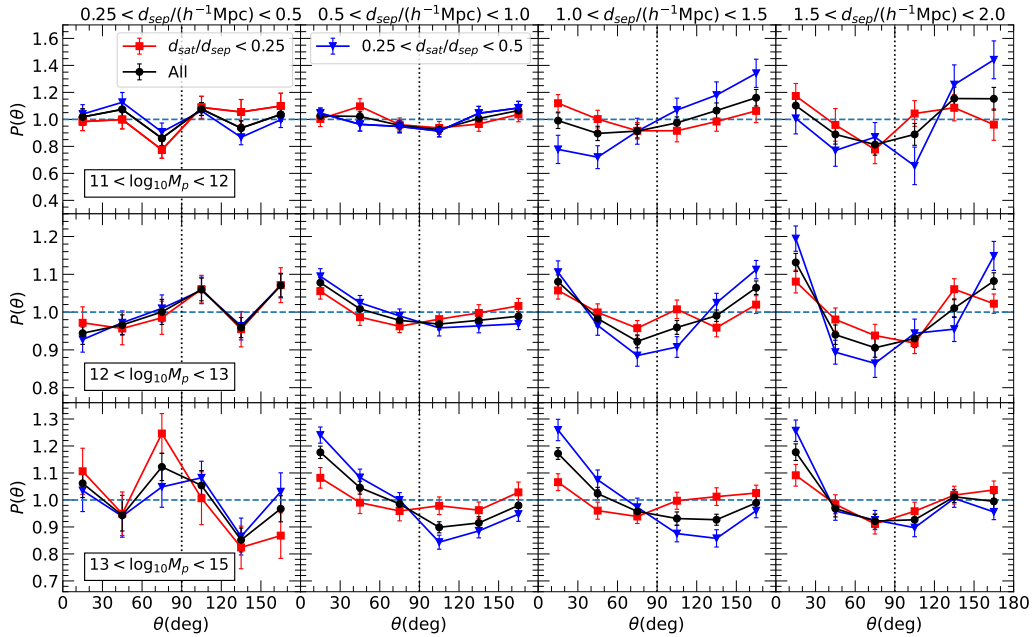 0.25 < d_sep/(h⁻¹Mpc) < 0.5 0.5 < d_sep/(h⁻¹Mpc) < 1.0 1.0 < d_sep/(h⁻¹Mpc) < 1.5 1.5 < d_sep/(h⁻¹Mpc) < 2.0
d_sat/d_sep < 0.25
All
0.25 < d_sat/d_sep < 0.5
1.6
1.4
1.2
1.0
0.8
0.6
0.4
P(θ)
11 < log₁₀M_p < 12
1.2
1.1
1.0
0.9
0.8
P(θ)
12 < log₁₀M_p < 13
1.3
1.2
1.1
1.0
0.9
0.8
0.7
P(θ)
13 < log₁₀M_p < 15
0 30 60 90 120 150 0 30 60 90 120 150 0 30 60 90 120 150 0 30 60 90 120 150 180
θ(deg) θ(deg) θ(deg) θ(deg)